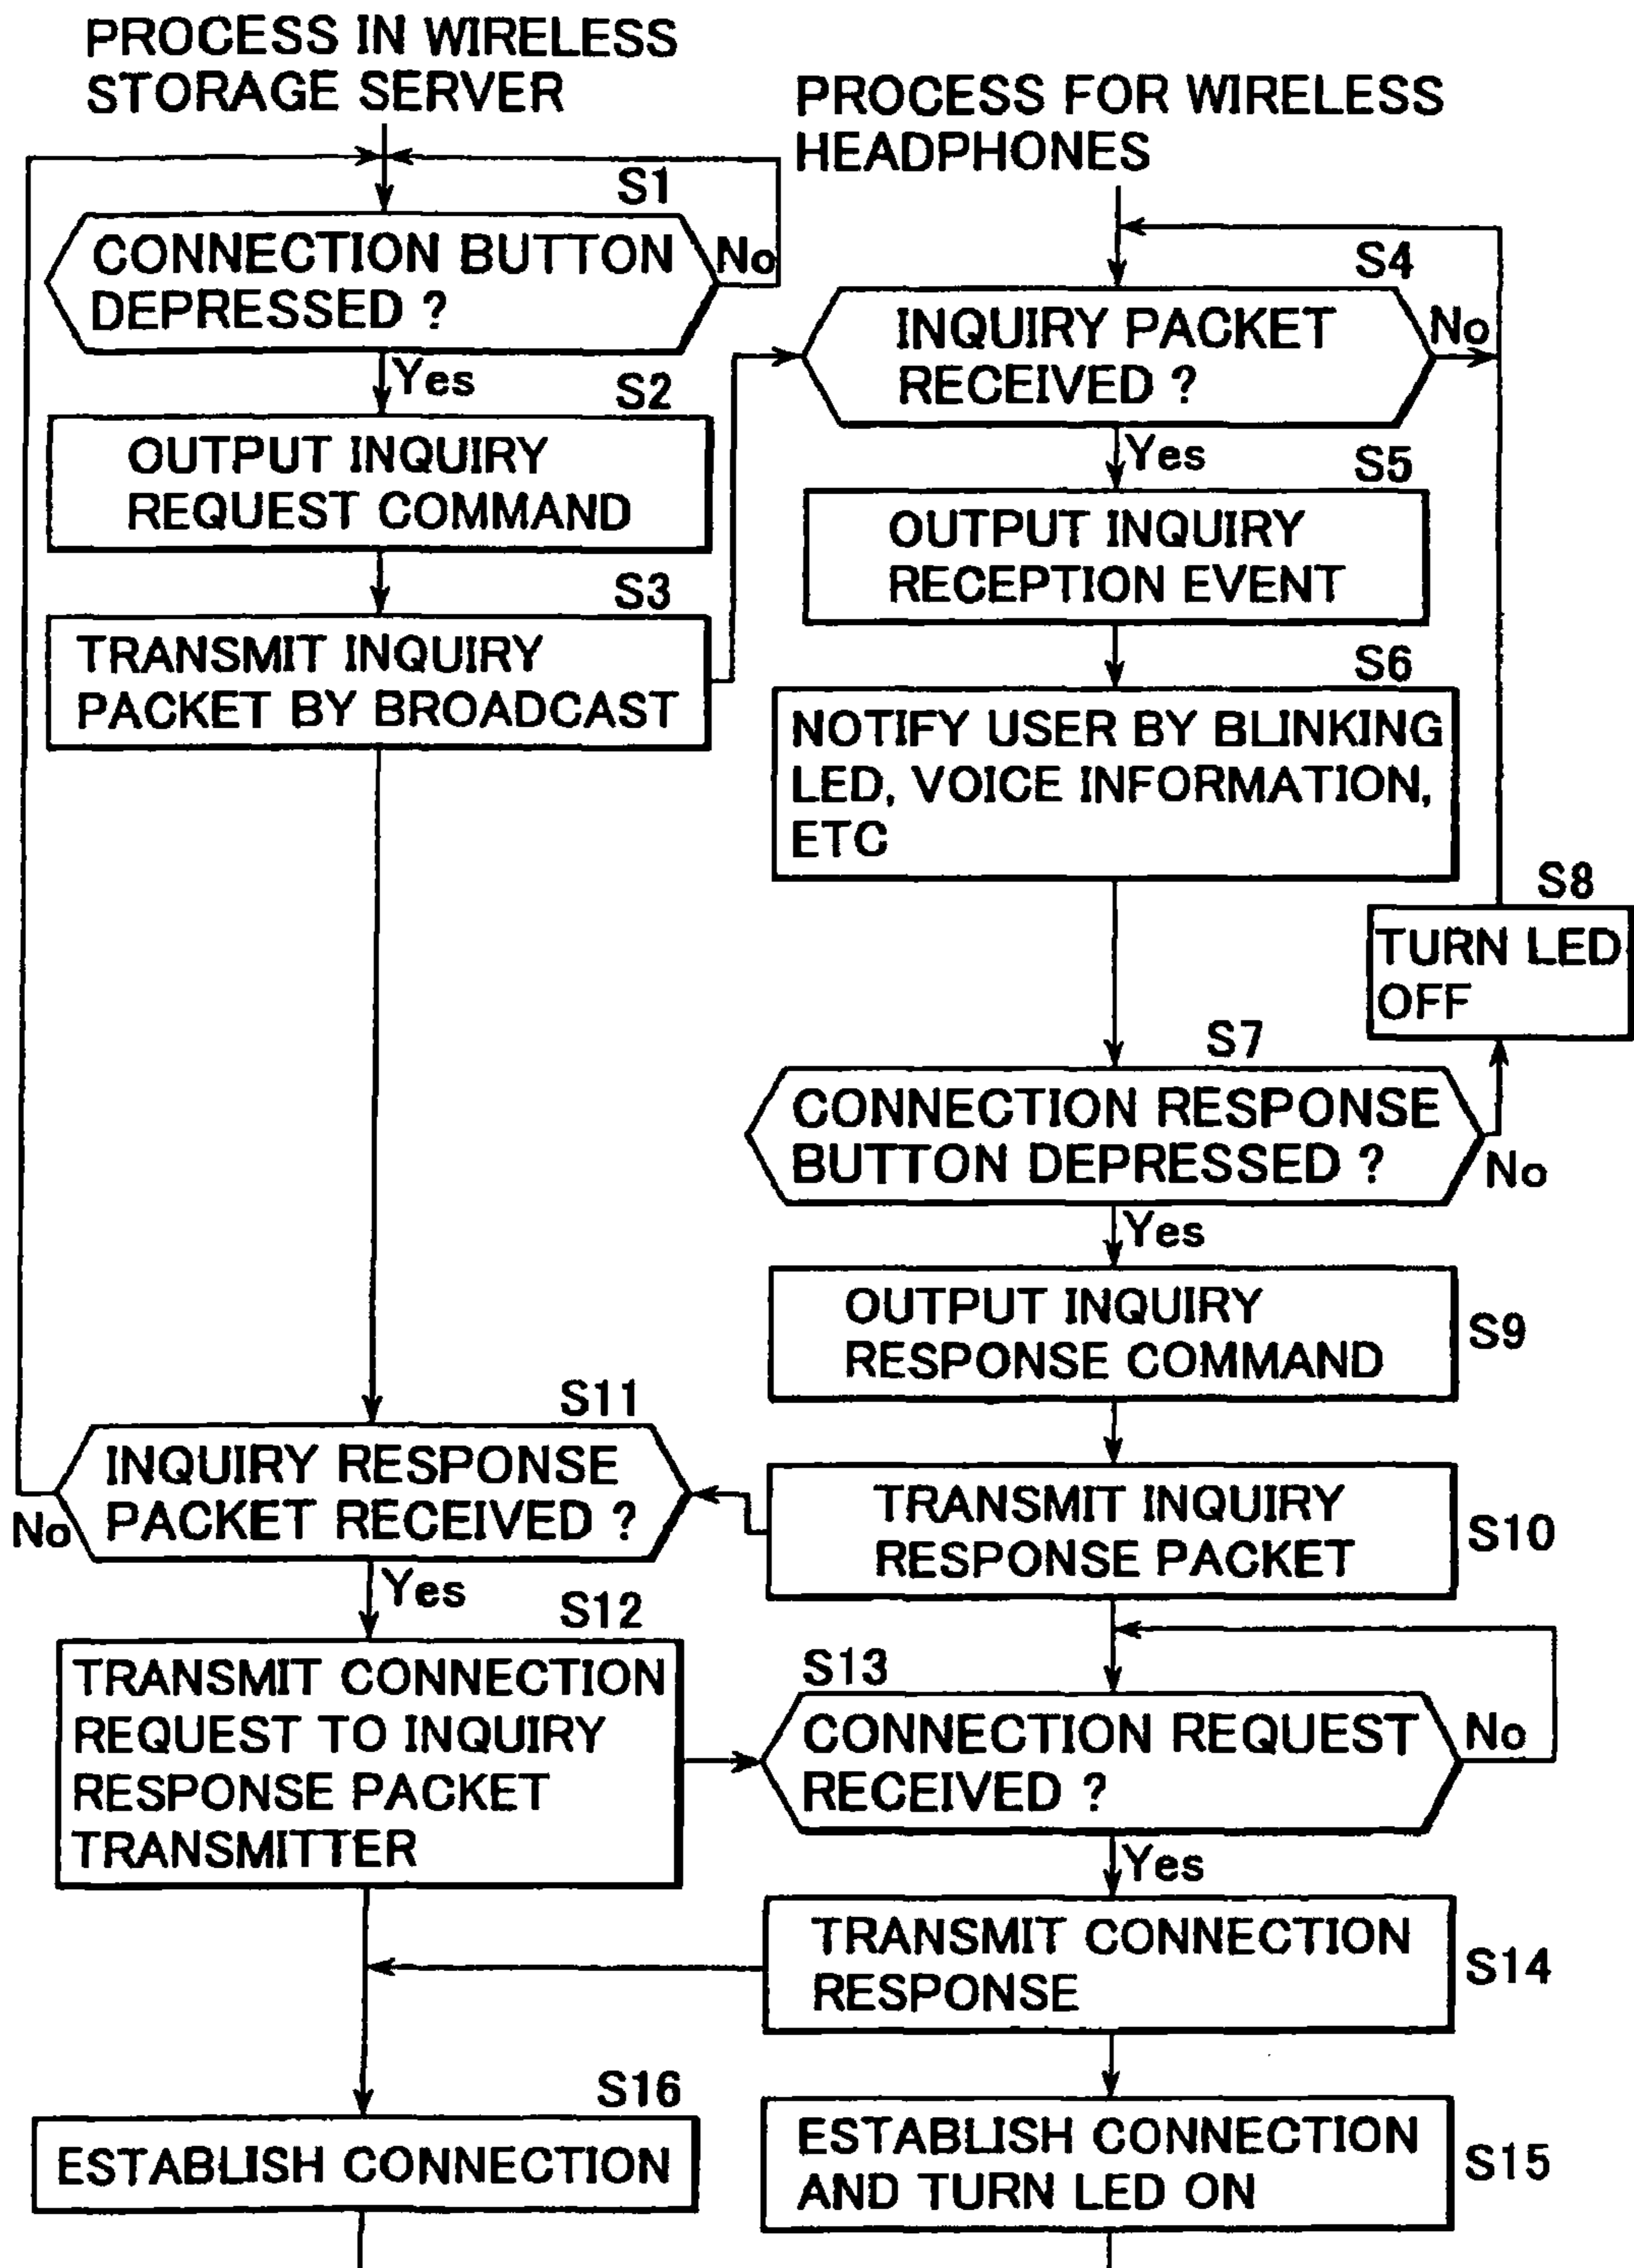 PROCESS IN WIRELESS
STORAGE SERVER
S1
CONNECTION BUTTON
DEPRESSED ?
No
Yes
S2
OUTPUT INQUIRY
REQUEST COMMAND
S3
TRANSMIT INQUIRY
PACKET BY BROADCAST
PROCESS FOR WIRELESS
HEADPHONES
S4
INQUIRY PACKET
RECEIVED ?
No
Yes
S5
OUTPUT INQUIRY
RECEPTION EVENT
S6
NOTIFY USER BY BLINKING
LED, VOICE INFORMATION,
ETC
S8
TURN LED
OFF
S7
CONNECTION RESPONSE
BUTTON DEPRESSED ?
No
Yes
OUTPUT INQUIRY
RESPONSE COMMAND
S9
S11
INQUIRY RESPONSE
PACKET RECEIVED ?
No
Yes
TRANSMIT INQUIRY
RESPONSE PACKET
S10
S12
TRANSMIT CONNECTION
REQUEST TO INQUIRY
RESPONSE PACKET
TRANSMITTER
S13
CONNECTION REQUEST
RECEIVED ?
No
Yes
TRANSMIT CONNECTION
RESPONSE
S14
S16
ESTABLISH CONNECTION
ESTABLISH CONNECTION
AND TURN LED ON
S15